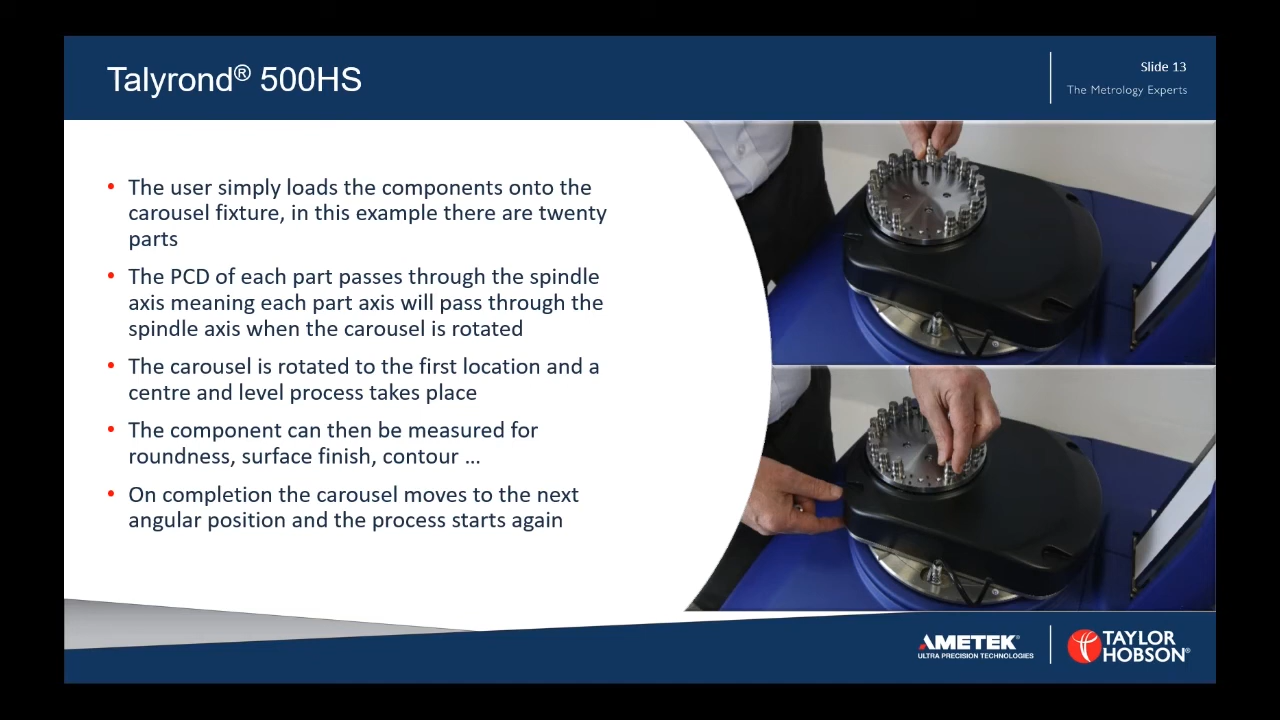 Talyrond® 500HS
Slide 13
The Metrology Experts
• The user simply loads the components onto the
carousel fixture, in this example there are twenty
parts
• The PCD of each part passes through the spindle
axis meaning each part axis will pass through the
spindle axis when the carousel is rotated
• The carousel is rotated to the first location and a
centre and level process takes place
• The component can then be measured for
roundness, surface finish, contour …
• On completion the carousel moves to the next
angular position and the process starts again
AMETEK®
ULTRA PRECISION TECHNOLOGIES
TAYLOR
HOBSON®